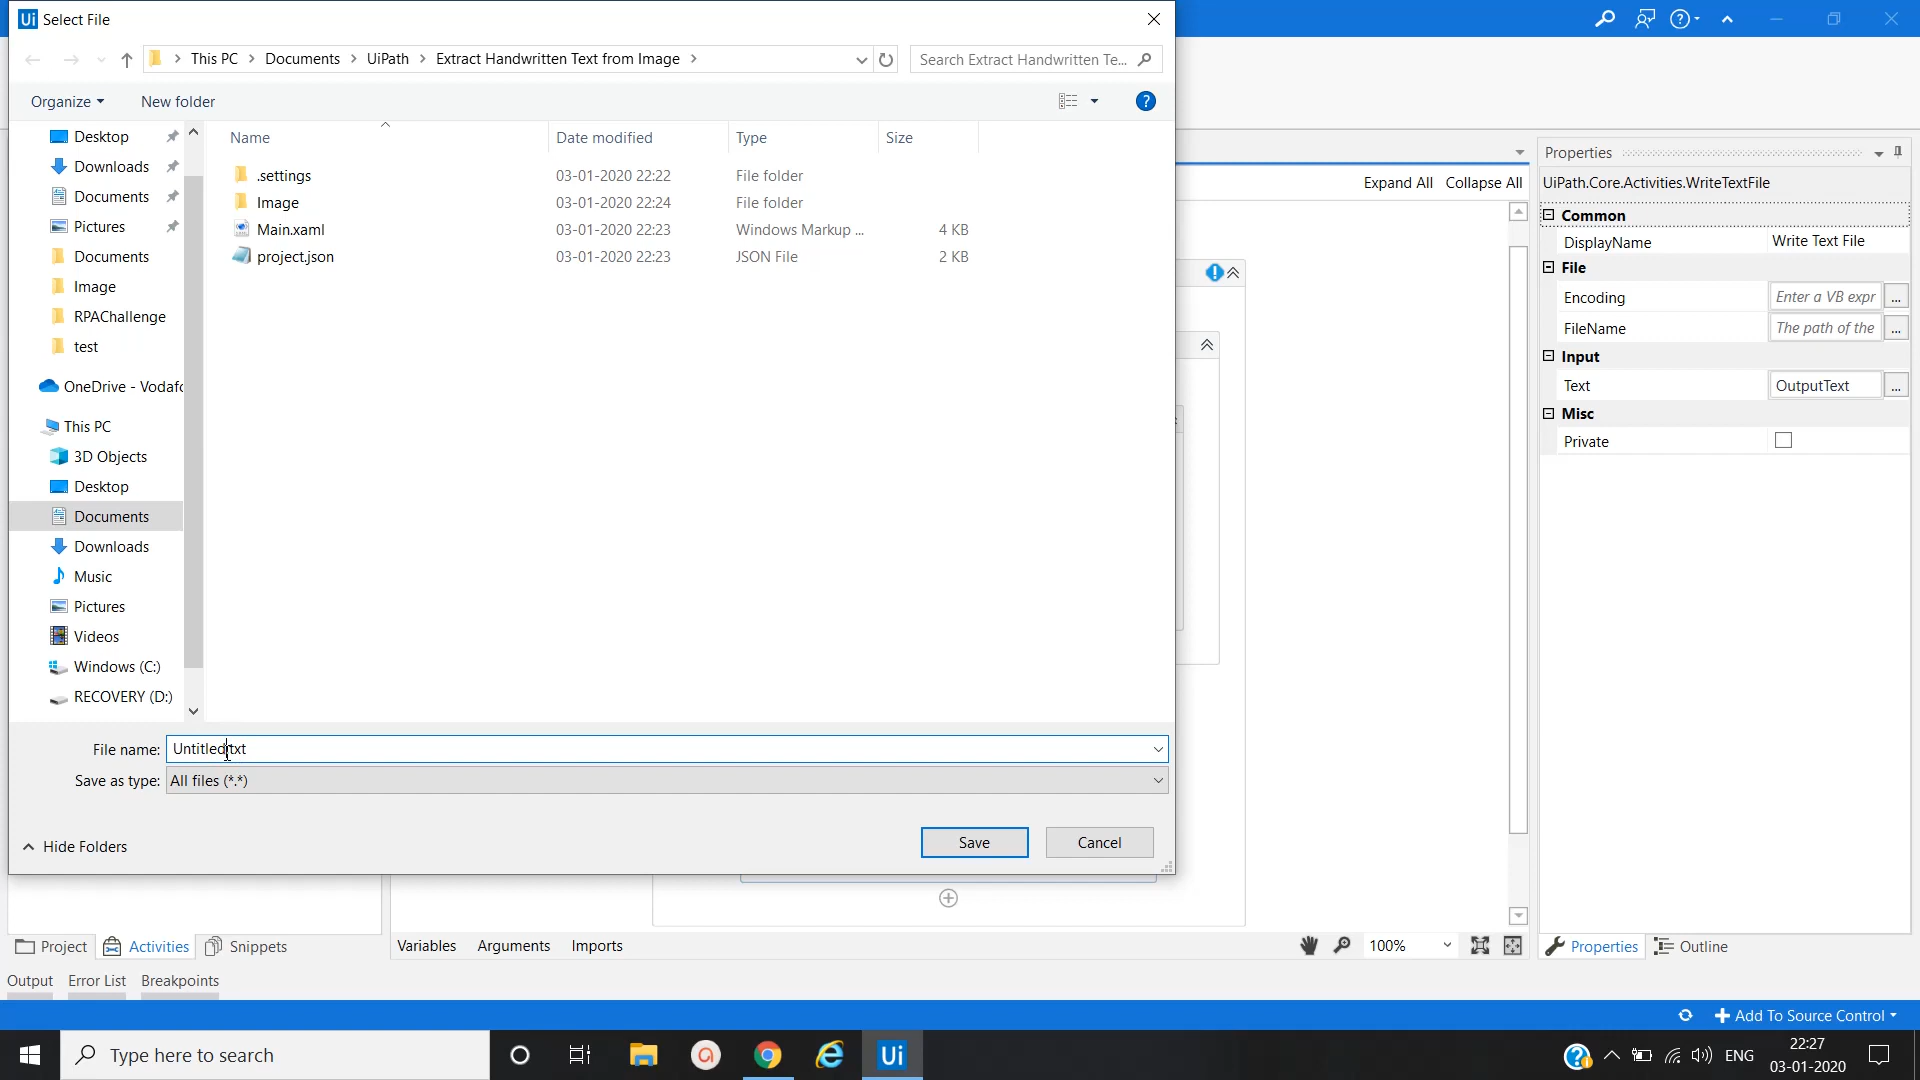 Ui Select File
This PC > Documents > UiPath > Extract Handwritten Text from Image >
Search Extract Handwritten Te...
Organize
New folder
?
Desktop
Downloads
Documents
Pictures
Documents
Image
RPAChallenge
test
OneDrive - Vodafo
This PC
3D Objects
Desktop
Documents
Downloads
Music
Pictures
Videos
Windows (C:)
RECOVERY (D:)
Name Date modified Type Size
.settings 03-01-2020 22:22 File folder
Image 03-01-2020 22:24 File folder
Main.xaml 03-01-2020 22:23 Windows Markup ... 4 KB
project.json 03-01-2020 22:23 JSON File 2 KB
File name: Untitled.txt
Save as type: All files (*.*)
Hide Folders
Save
Cancel
Expand All Collapse All
Properties
UiPath.Core.Activities.WriteTextFile
Common
DisplayName Write Text File
File
Encoding Enter a VB expr ...
FileName The path of the ...
Input
Text OutputText ...
Misc
Private
Project Activities Snippets
Variables Arguments Imports
100%
Properties Outline
Output Error List Breakpoints
Add To Source Control
Type here to search
Ui
ENG
22:27
03-01-2020